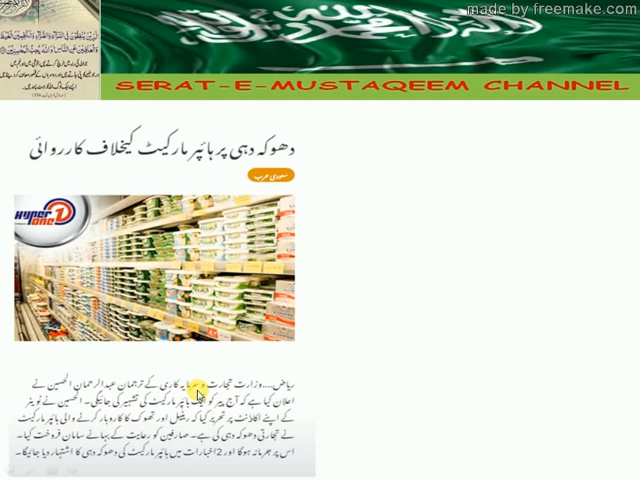 made by freemake.com
SERAT-E-MUSTAQEEM CHANNEL
دھوکہ دہی پر ہائپر مارکیٹ کیخلاف کارروائی
سعودی عرب
HYPER
ONE
ریاض....وزارت تجارت و سرمایہ کاری کے ترجمان عبدالرحمان الحسین نے
اعلان کیا ہے کہ آج پیر کو ایک ہائپر مارکیٹ کی تشہیر کی جائیگی۔ الحسین نے ٹویٹر
کے اپنے اکاؤنٹ پر تحریر کیا کہ ریٹیل اور تھوک کا کاروبار کرنے والی ہائپر مارکیٹ
نے تجارتی دھوکہ دہی کی ہے۔ صارفین کو رعایت کے بہانے سامان فروخت کیا۔
اس پر جرمانہ ہوگا اور 2اخبارات میں ہائپر مارکیٹ کی دھوکہ دہی کا اشتہار دیا جائیگا۔